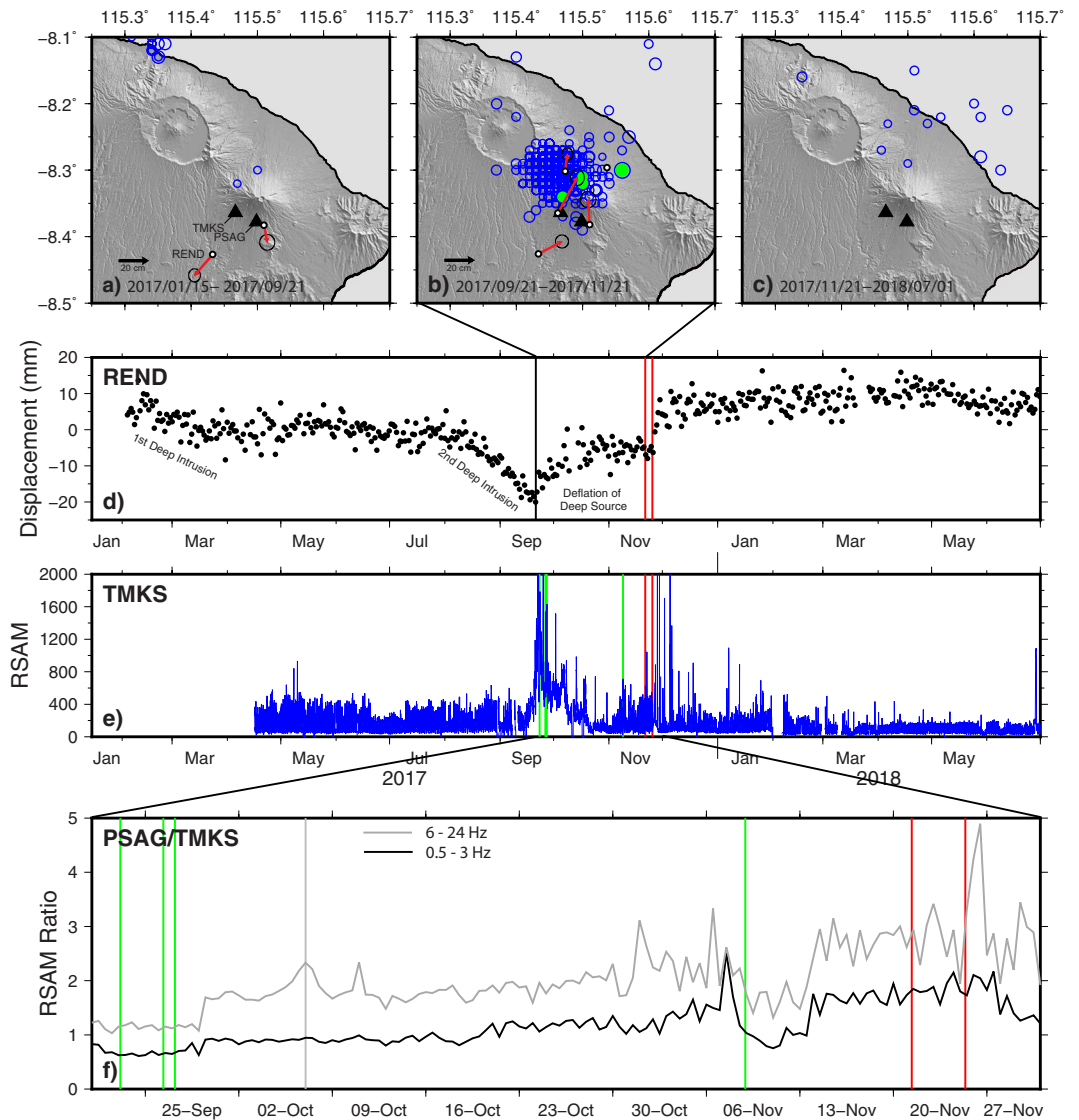 115.3˚ 115.4˚ 115.5˚ 115.6˚ 115.7˚
115.3˚ 115.4˚ 115.5˚ 115.6˚ 115.7˚
115.3˚ 115.4˚ 115.5˚ 115.6˚ 115.7˚
−8.1˚
−8.2˚
−8.3˚
−8.4˚
−8.5˚
TMKS
PSAG
REND
20 cm
a) 2017/01/15−2017/09/21
20 cm
b) 2017/09/21−2017/11/21
c) 2017/11/21−2018/07/01
Displacement (mm)
20
10
0
−10
−20
REND
1st Deep Intrusion
2nd Deep Intrusion
Deflation of
Deep Source
d)
Jan Mar May Jul Sep Nov Jan Mar May
RSAM
2000
1600
1200
800
400
0
TMKS
e)
Jan Mar May Jul Sep Nov Jan Mar May
2017 2018
RSAM Ratio
5
4
3
2
1
0
PSAG/TMKS
6 - 24 Hz
0.5 - 3 Hz
f)
25−Sep 02−Oct 09−Oct 16−Oct 23−Oct 30−Oct 06−Nov 13−Nov 20−Nov 27−Nov